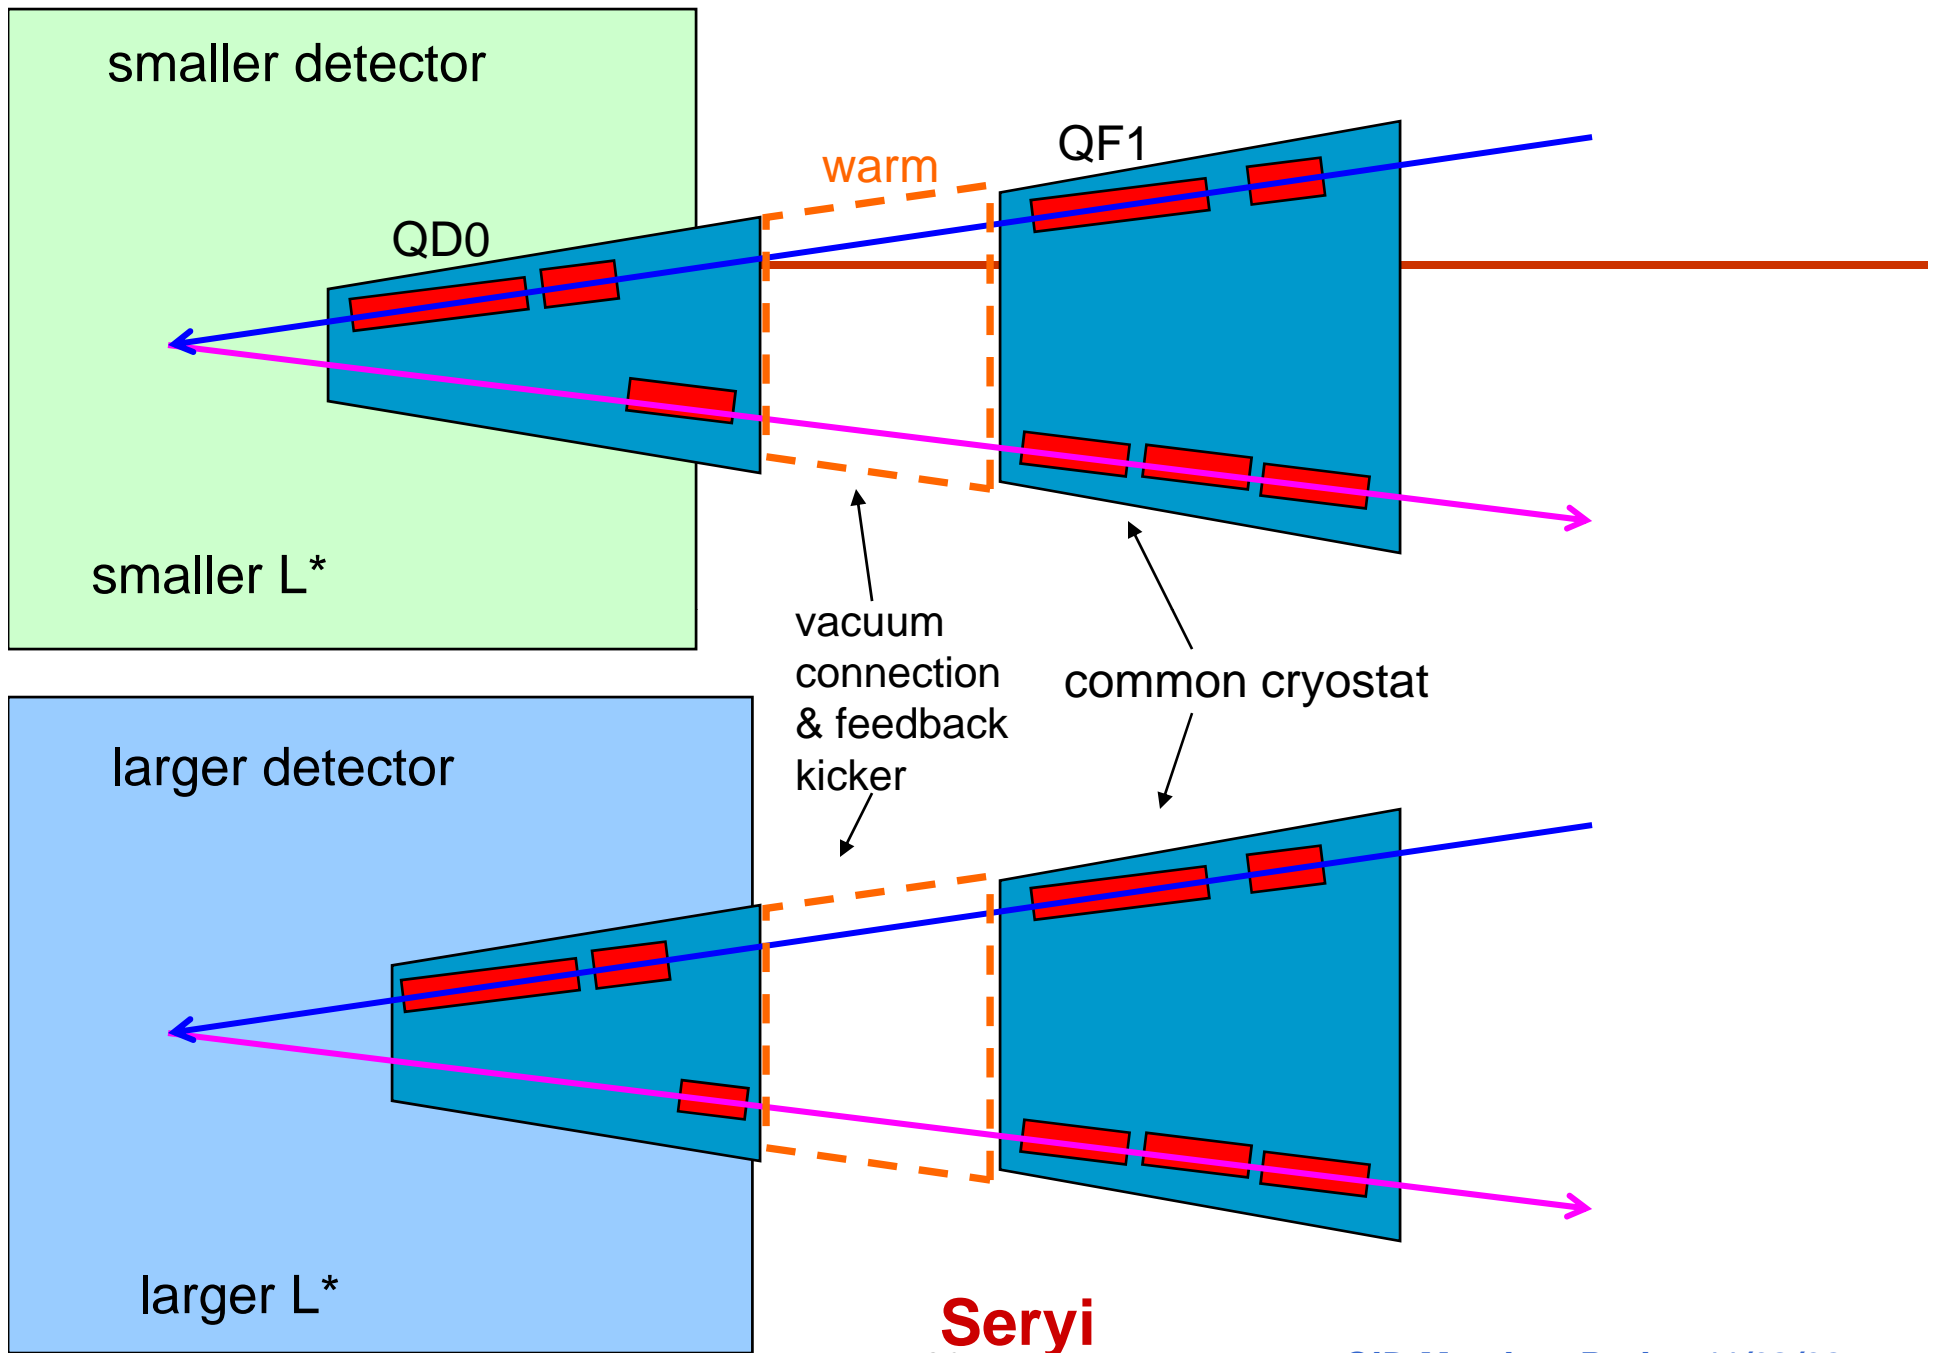 smaller detector
QF1
warm
QD0
smaller L*
vacuum
connection
& feedback
kicker
common cryostat
larger detector
larger L*
Seryi